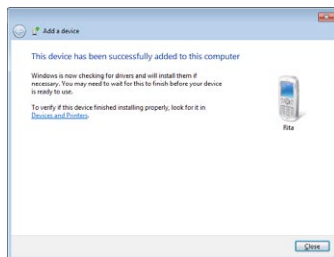 Add a device
This device has been successfully added to this computer
Windows is now checking for drivers and will install them if
necessary. You may need to wait for this to finish before your device
is ready to use.
To verify if this device finished installing properly, look for it in
Devices and Printers.
Rita
Close